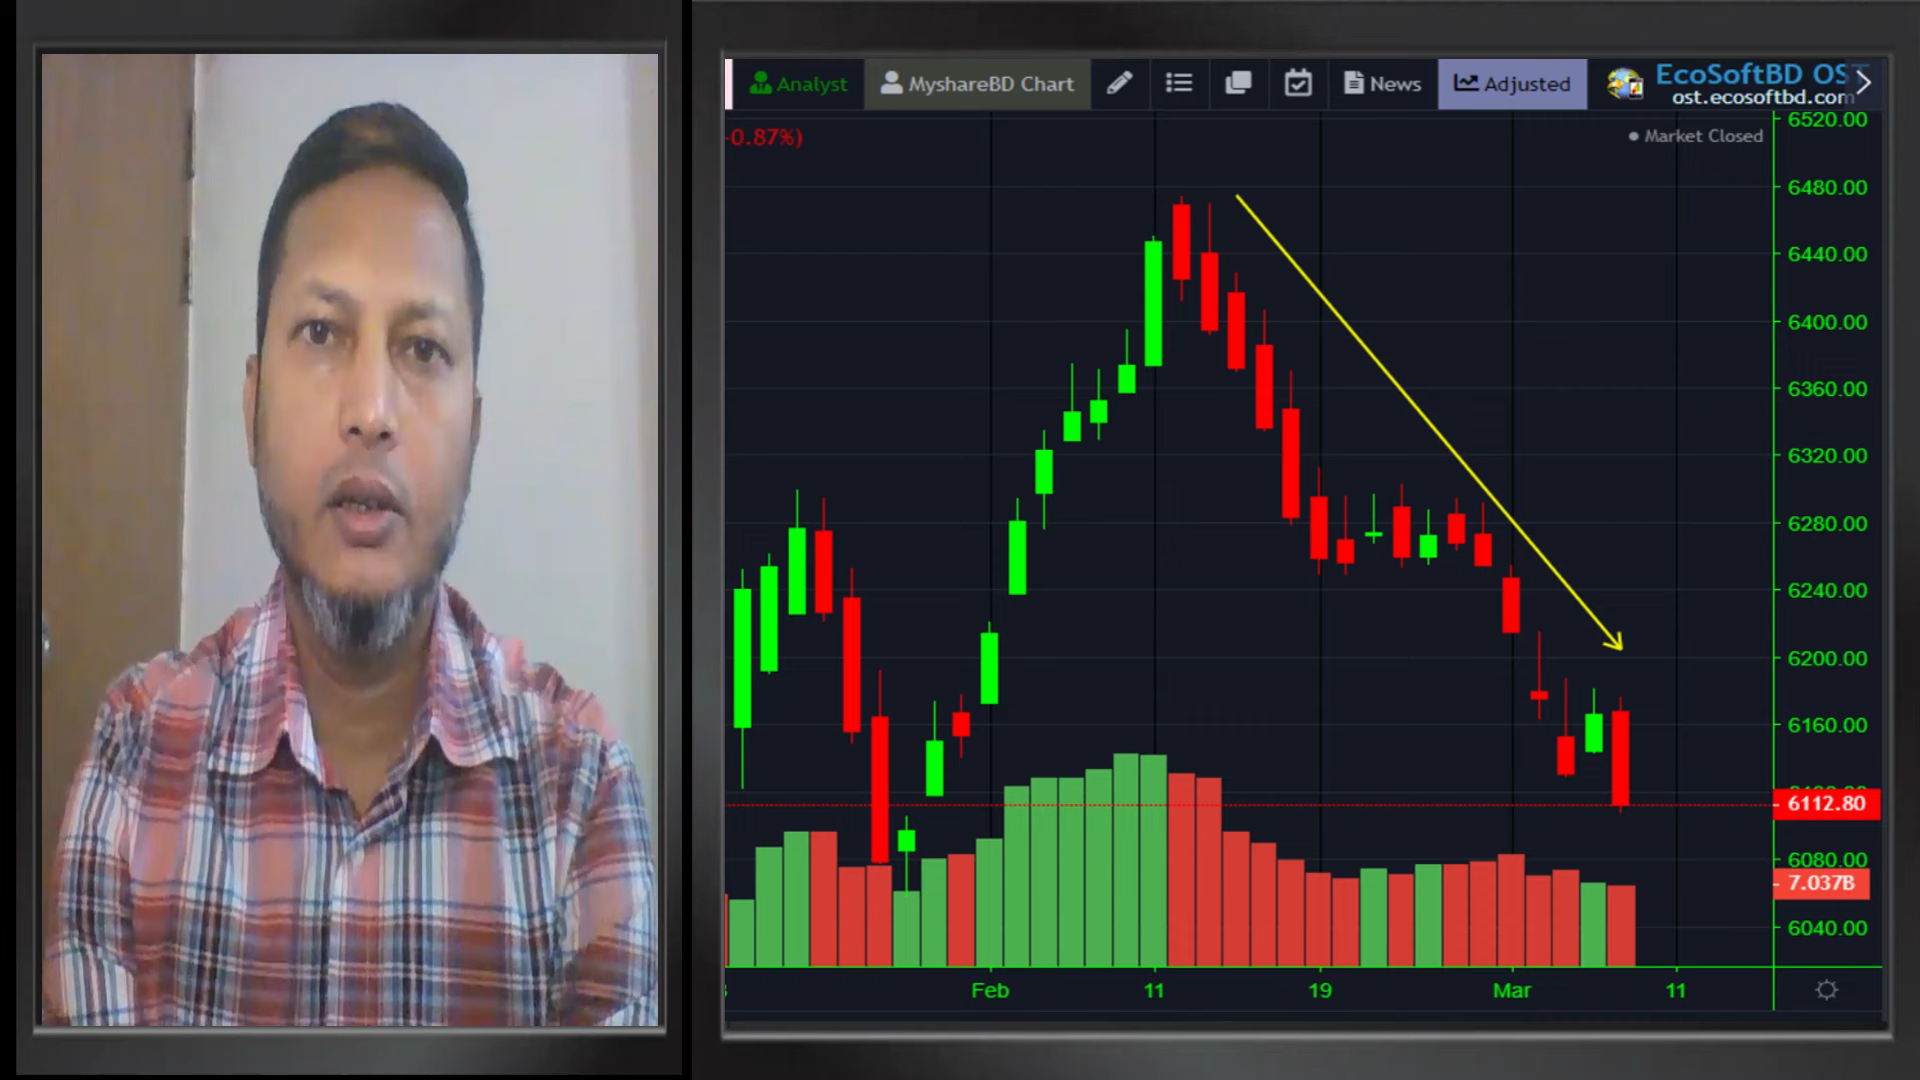 Analyst MyshareBD Chart News Adjusted EcoSoftBD OST
ost.ecosoftbd.com
-0.87%)
Market Closed
6520.00
6480.00
6440.00
6400.00
6360.00
6320.00
6280.00
6240.00
6200.00
6160.00
6112.80
6080.00
7.037B
6040.00
Feb 11 19 Mar 11